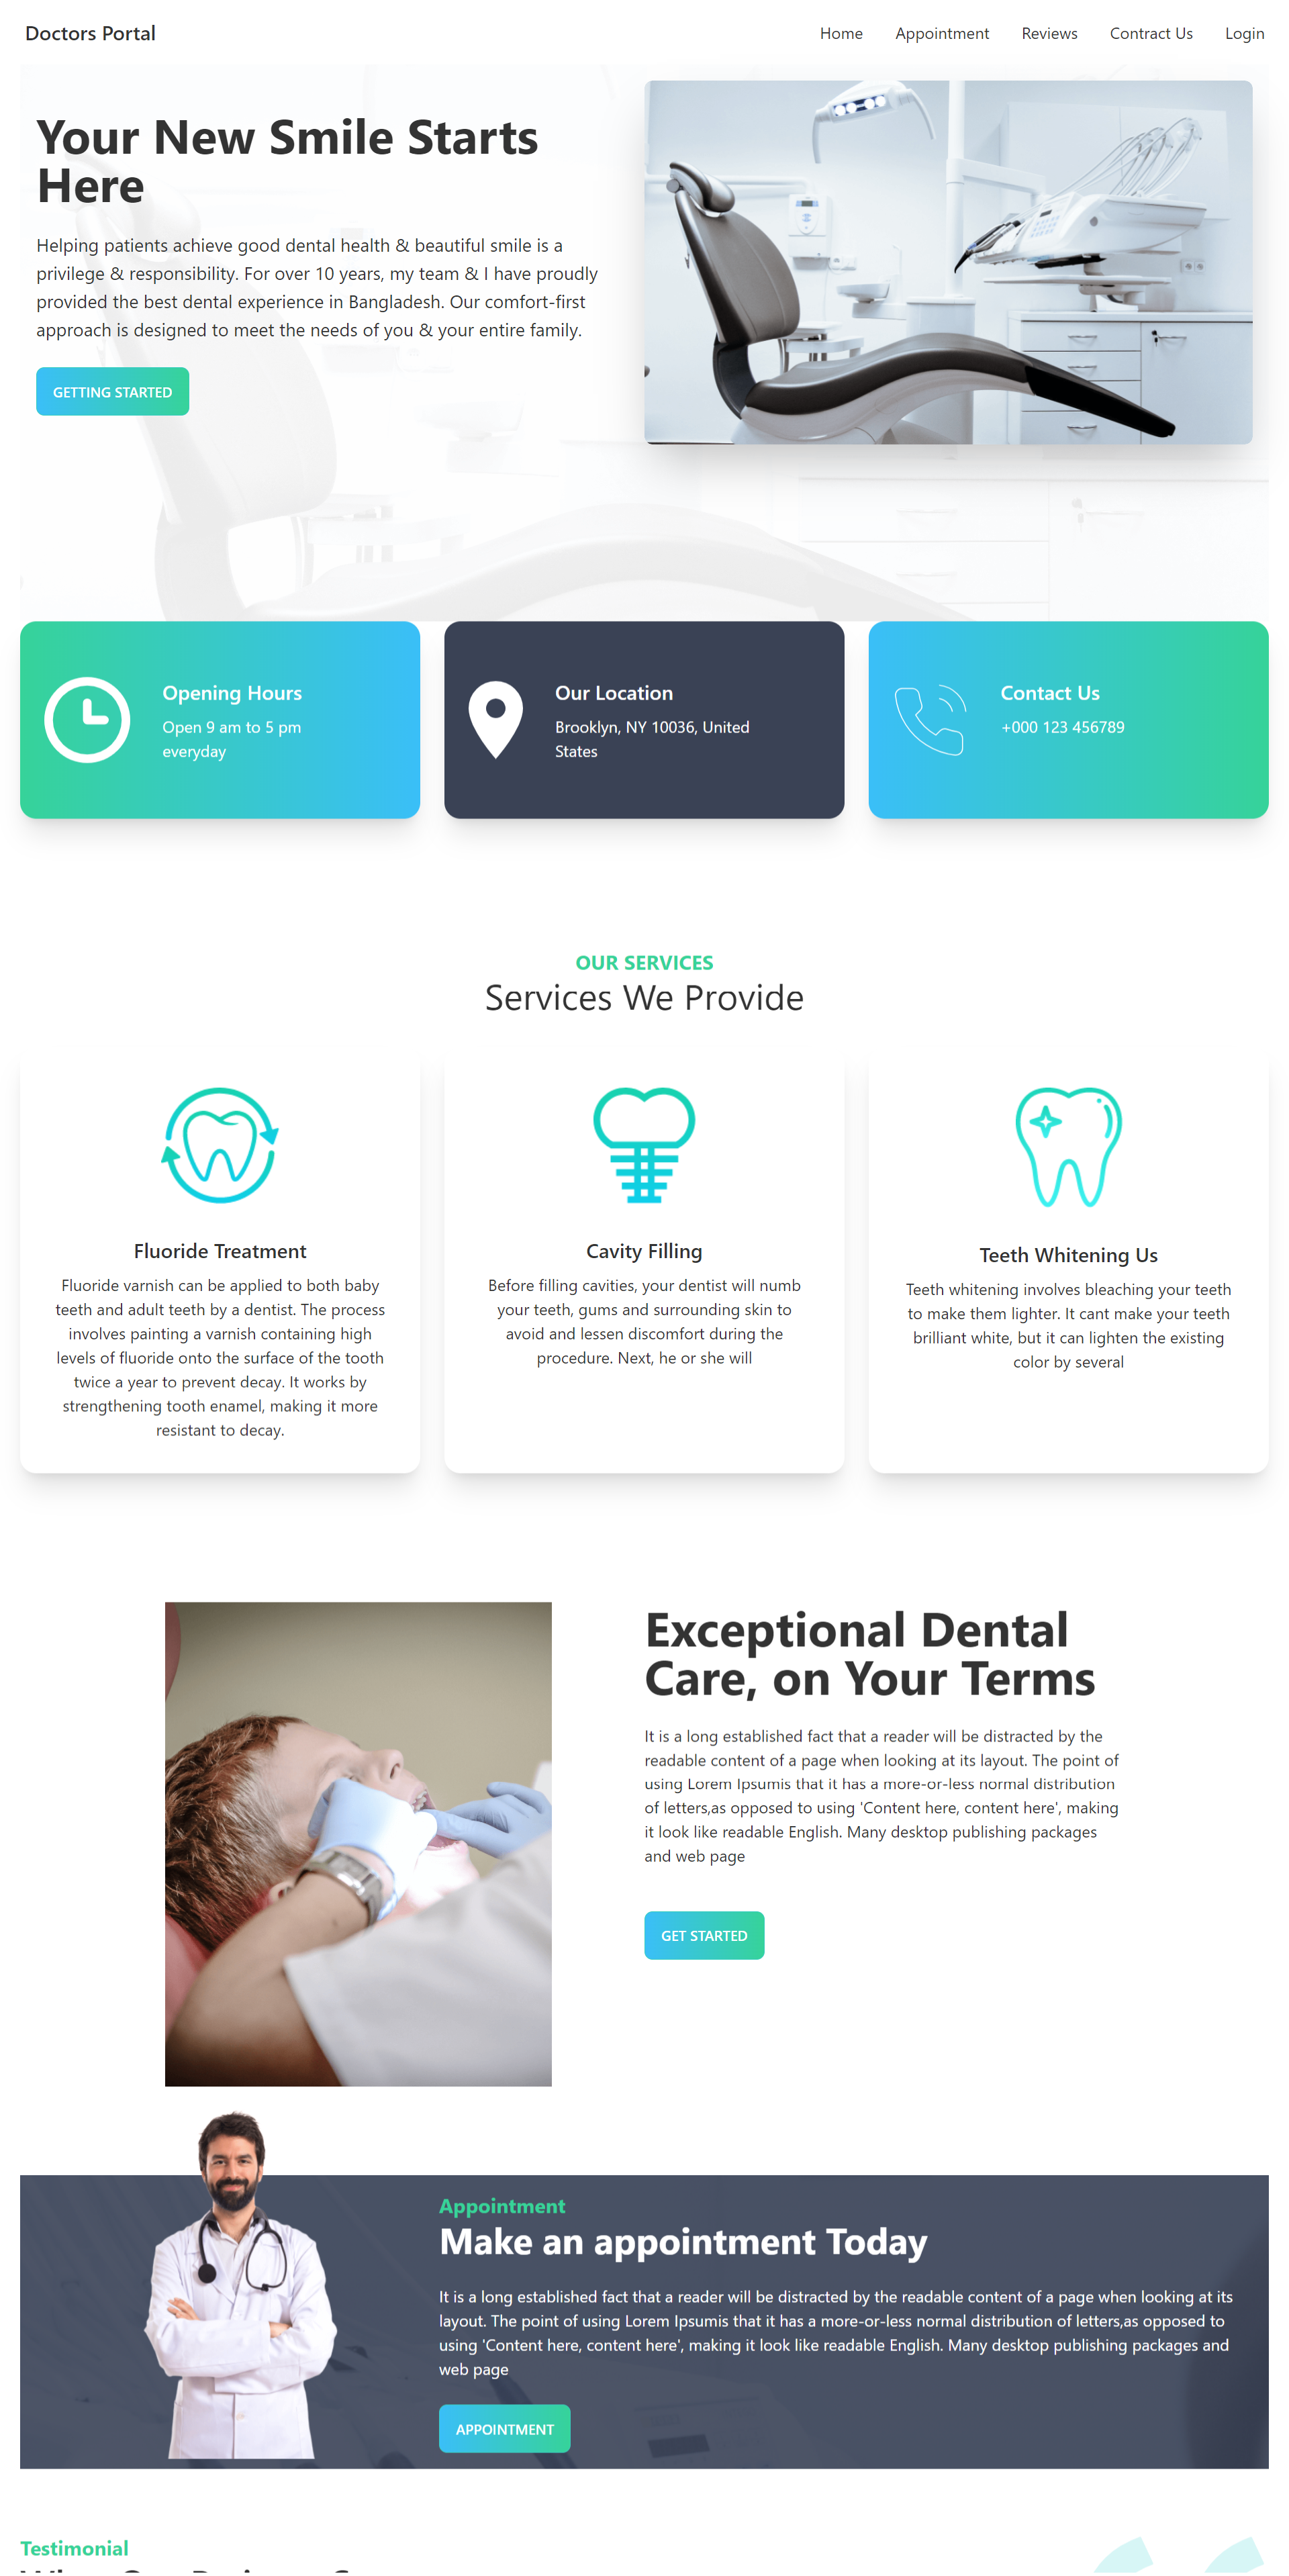 Doctors Portal
Home
Appointment
Reviews
Contract Us
Login
Your New Smile Starts
Here
Helping patients achieve good dental health & beautiful smile is a
privilege & responsibility. For over 10 years, my team & I have proudly
provided the best dental experience in Bangladesh. Our comfort-first
approach is designed to meet the needs of you & your entire family.
GETTING STARTED
Opening Hours
Open 9 am to 5 pm
everyday
Our Location
Brooklyn, NY 10036, United
States
Contact Us
+000 123 456789
OUR SERVICES
Services We Provide
Fluoride Treatment
Fluoride varnish can be applied to both baby
teeth and adult teeth by a dentist. The process
involves painting a varnish containing high
levels of fluoride onto the surface of the tooth
twice a year to prevent decay. It works by
strengthening tooth enamel, making it more
resistant to decay.
Cavity Filling
Before filling cavities, your dentist will numb
your teeth, gums and surrounding skin to
avoid and lessen discomfort during the
procedure. Next, he or she will
Teeth Whitening Us
Teeth whitening involves bleaching your teeth
to make them lighter. It cant make your teeth
brilliant white, but it can lighten the existing
color by several
Exceptional Dental
Care, on Your Terms
It is a long established fact that a reader will be distracted by the
readable content of a page when looking at its layout. The point of
using Lorem Ipsumis that it has a more-or-less normal distribution
of letters,as opposed to using 'Content here, content here', making
it look like readable English. Many desktop publishing packages
and web page
GET STARTED
Appointment
Make an appointment Today
It is a long established fact that a reader will be distracted by the readable content of a page when looking at its
layout. The point of using Lorem Ipsumis that it has a more-or-less normal distribution of letters,as opposed to
using 'Content here, content here', making it look like readable English. Many desktop publishing packages and
web page
APPOINTMENT
Testimonial